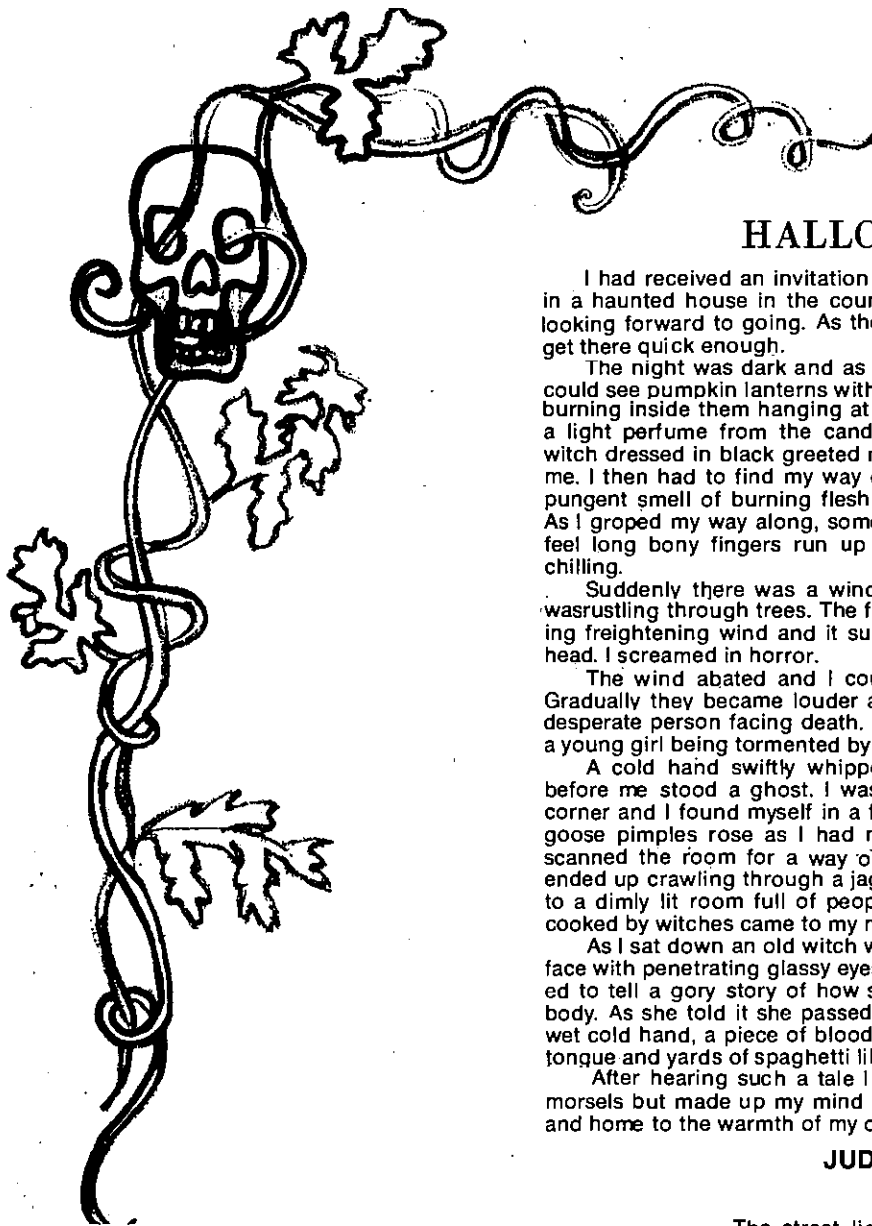 HALLO
I had received an invitation
in a haunted house in the cour
looking forward to going. As the
get there quick enough.
The night was dark and as
could see pumpkin lanterns with
burning inside them hanging at
a light perfume from the cand
witch dressed in black greeted
me. I then had to find my way
pungent smell of burning flesh
As I groped my way along, some
feel long bony fingers run up
chilling.
Suddenly there was a wind
wasrustling through trees. The f
ing freightening wind and it su
head. I screamed in horror.
The wind abated and I cou
Gradually they became louder a
desperate person facing death.
a young girl being tormented by
A cold hand swiftly whippe
before me stood a ghost. I was
corner and I found myself in a f
goose pimples rose as I had
scanned the room for a way o
ended up crawling through a jag
to a dimly lit room full of peop
cooked by witches came to my
As I sat down an old witch
face with penetrating glassy eyes
ed to tell a gory story of how s
body. As she told it she passed
wet cold hand, a piece of blood
tongue and yards of spaghetti lil
After hearing such a tale I
morsels but made up my mind
and home to the warmth of my
JUD
The street